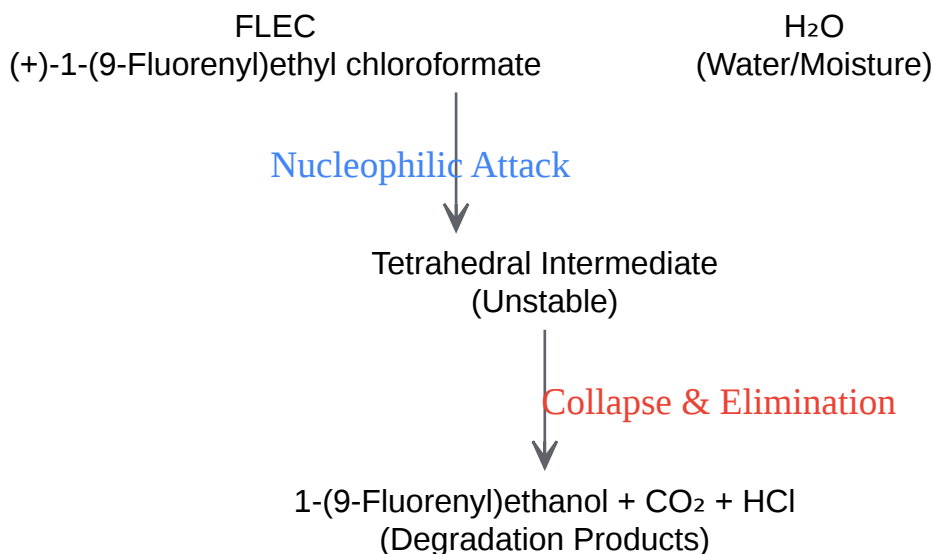 FLEC
(+)-1-(9-Fluorenyl)ethyl chloroformate
H₂O
(Water/Moisture)
Nucleophilic Attack
Tetrahedral Intermediate
(Unstable)
Collapse & Elimination
1-(9-Fluorenyl)ethanol + CO₂ + HCl
(Degradation Products)